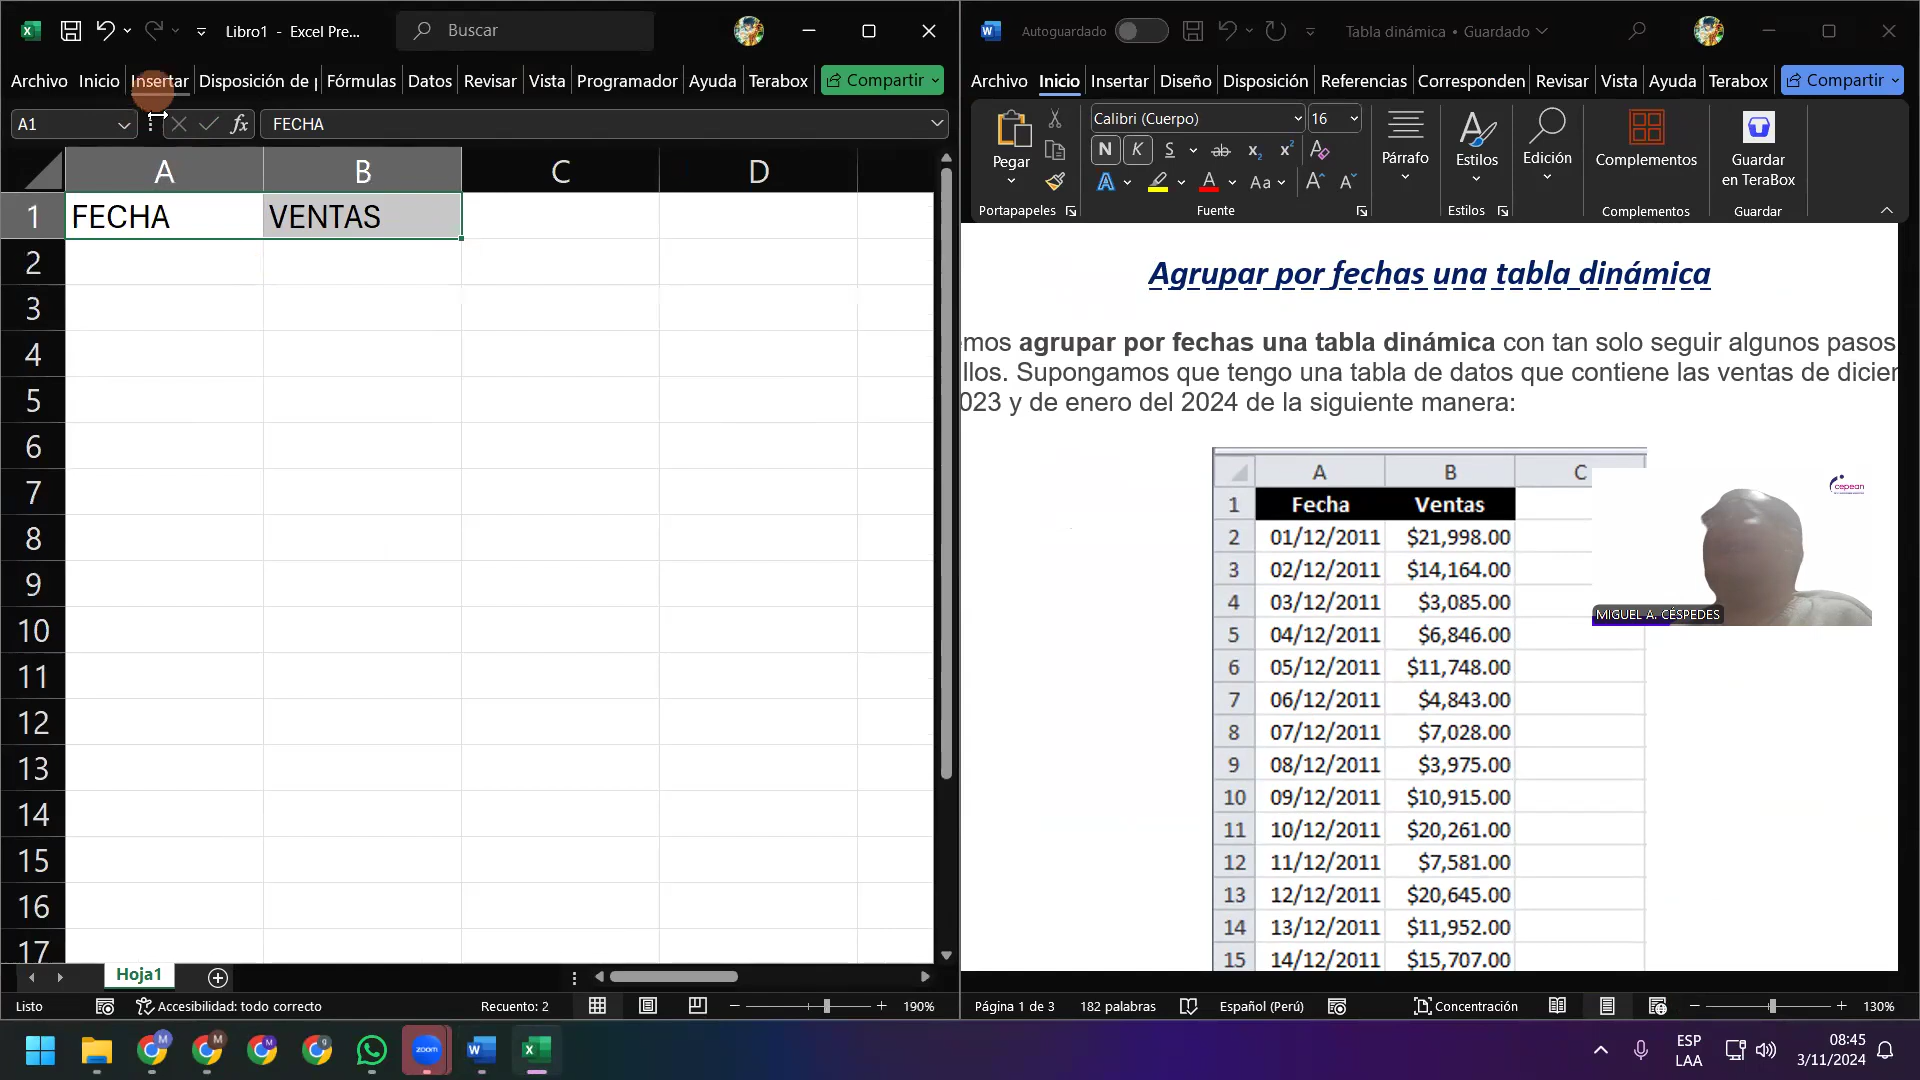 Libro1 - Excel Pre...
Buscar
Archivo Inicio Insertar Disposición de p Fórmulas Datos Revisar Vista Programador Ayuda Terabox Compartir
A1
fx
FECHA
A B C D
1 FECHA VENTAS
2
3
4
5
6
7
8
9
10
11
12
13
14
15
16
17
Hoja1
Listo
Accesibilidad: todo correcto
Recuento: 2
190%
Autoguardado
Tabla dinámica • Guardado
Archivo Inicio Insertar Diseño Disposición Referencias Corresponden Revisar Vista Ayuda Terabox Compartir
Pegar
Portapapeles
Calibri (Cuerpo) 16
N K S ab x₂ x² A
A A Aa A A
Fuente
Párrafo
Estilos
Estilos
Edición
Complementos
Complementos
Guardar
en TeraBox
Guardar
Agrupar por fechas una tabla dinámica
emos agrupar por fechas una tabla dinámica con tan solo seguir algunos pasos
llos. Supongamos que tengo una tabla de datos que contiene las ventas de dicier
023 y de enero del 2024 de la siguiente manera:
A B C
1 Fecha Ventas
2 01/12/2011 $21,998.00
3 02/12/2011 $14,164.00
4 03/12/2011 $3,085.00
5 04/12/2011 $6,846.00
6 05/12/2011 $11,748.00
7 06/12/2011 $4,843.00
8 07/12/2011 $7,028.00
9 08/12/2011 $3,975.00
10 09/12/2011 $10,915.00
11 10/12/2011 $20,261.00
12 11/12/2011 $7,581.00
13 12/12/2011 $20,645.00
14 13/12/2011 $11,952.00
15 14/12/2011 $15,707.00
cepean
MIGUEL A. CÉSPEDES
Página 1 de 3
182 palabras
Español (Perú)
Concentración
130%
zoom
ESP
LAA
08:45
3/11/2024